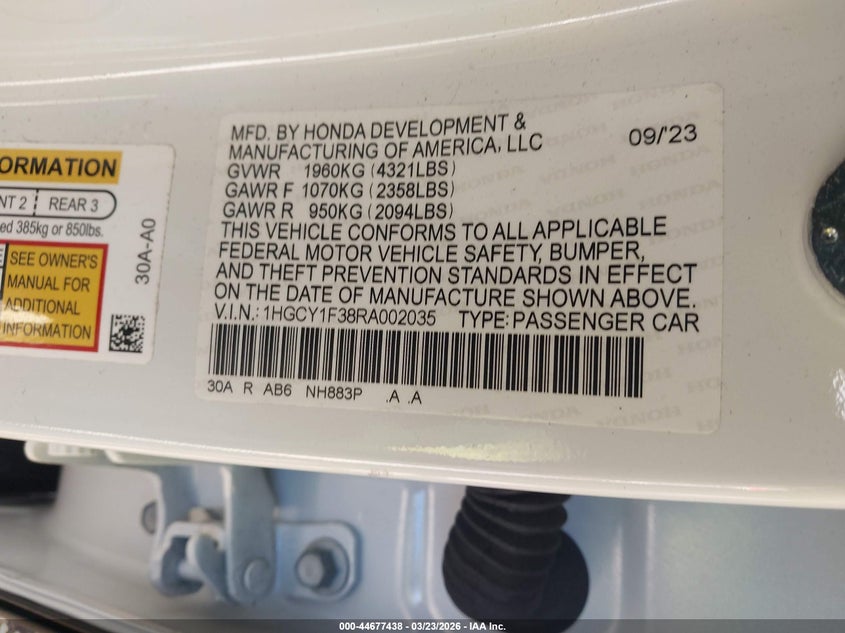 ORMATION
NT 2 REAR 3
ed 385kg or 850lbs.
SEE OWNER'S
MANUAL FOR
ADDITIONAL
INFORMATION
30A-A0
MFD. BY HONDA DEVELOPMENT &
MANUFACTURING OF AMERICA, LLC 09/'23
GVWR 1960KG (4321LBS)
GAWR F 1070KG (2358LBS)
GAWR R 950KG (2094LBS)
THIS VEHICLE CONFORMS TO ALL APPLICABLE
FEDERAL MOTOR VEHICLE SAFETY, BUMPER,
AND THEFT PREVENTION STANDARDS IN EFFECT
ON THE DATE OF MANUFACTURE SHOWN ABOVE.
V.I.N.: 1HGCY1F38RA002035 TYPE: PASSENGER CAR
30A R AB6 NH883P .A .A
000-44677438 - 03/23/2026 - IAA Inc.